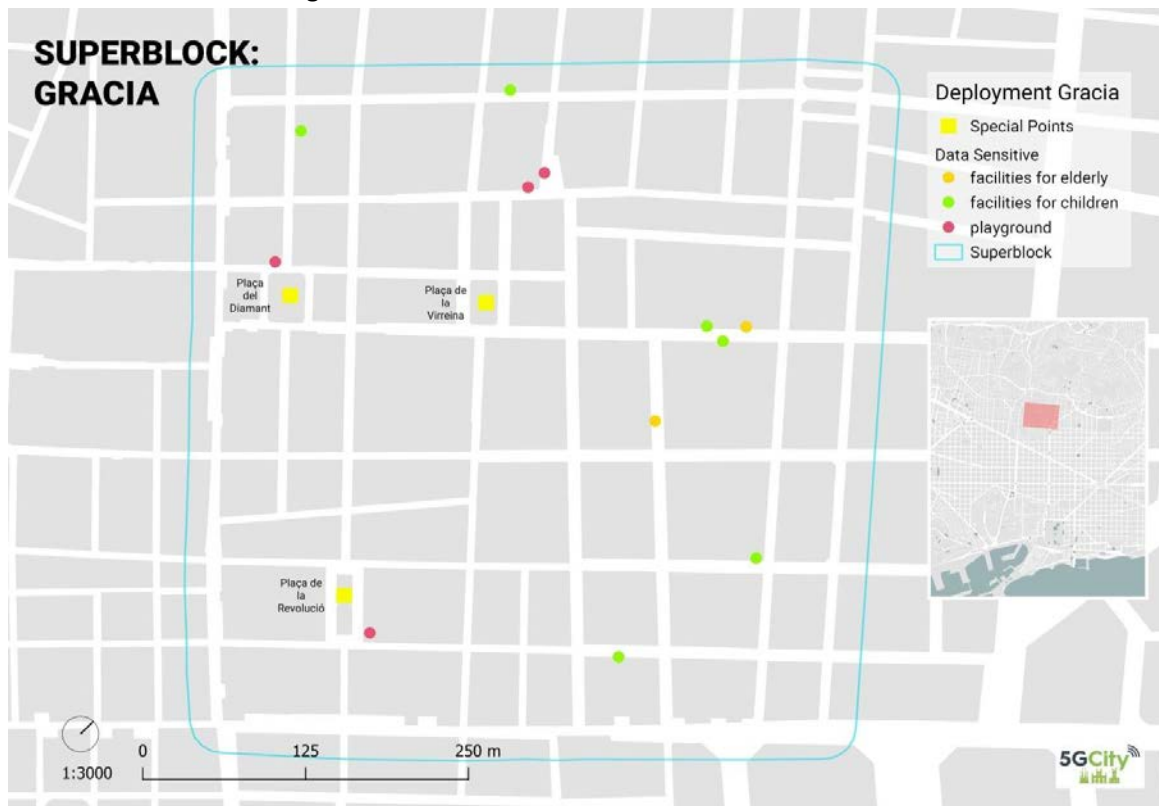 SUPERBLOCK:
GRACIA
Deployment Gracia
Special Points
Data Sensitive
facilities for elderly
facilities for children
playground
Superblock
Plaça
del
Diamant
Plaça de
la
Virreina
Plaça de
la
Revolució
0 125 250 m
1:3000
5GCity